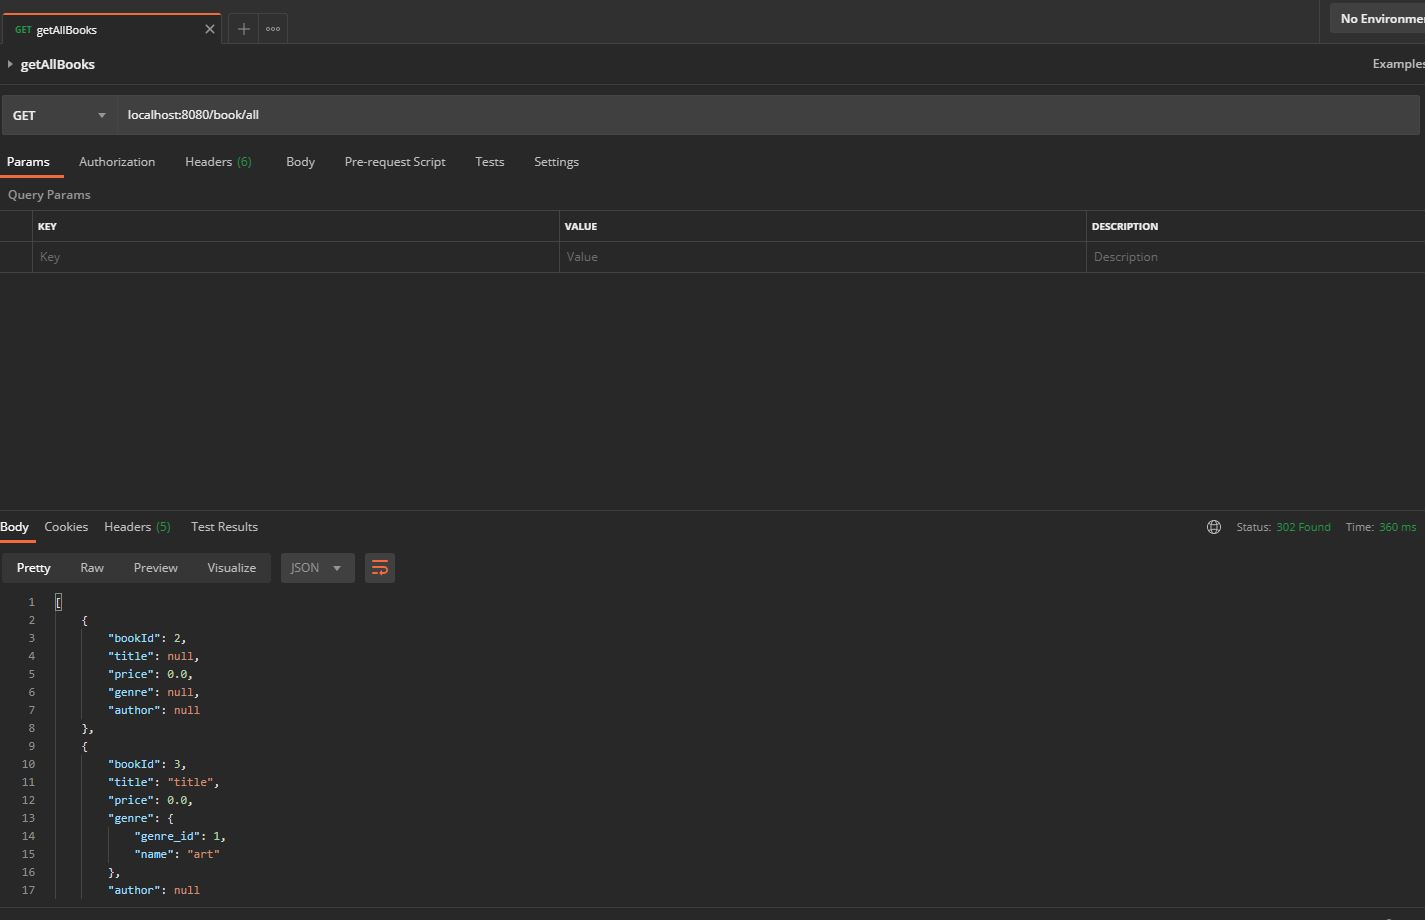 GET getAllBooks
No Environme
getAllBooks
Examples
GET localhost:8080/book/all
Params Authorization Headers (6) Body Pre-request Script Tests Settings
Query Params
KEY VALUE DESCRIPTION
Key Value Description
Body Cookies Headers (5) Test Results Status: 302 Found Time: 360 ms
Pretty Raw Preview Visualize JSON
1 [
2 {
3 "bookId": 2,
4 "title": null,
5 "price": 0.0,
6 "genre": null,
7 "author": null
8 },
9 {
10 "bookId": 3,
11 "title": "title",
12 "price": 0.0,
13 "genre": {
14 "genre_id": 1,
15 "name": "art"
16 },
17 "author": null